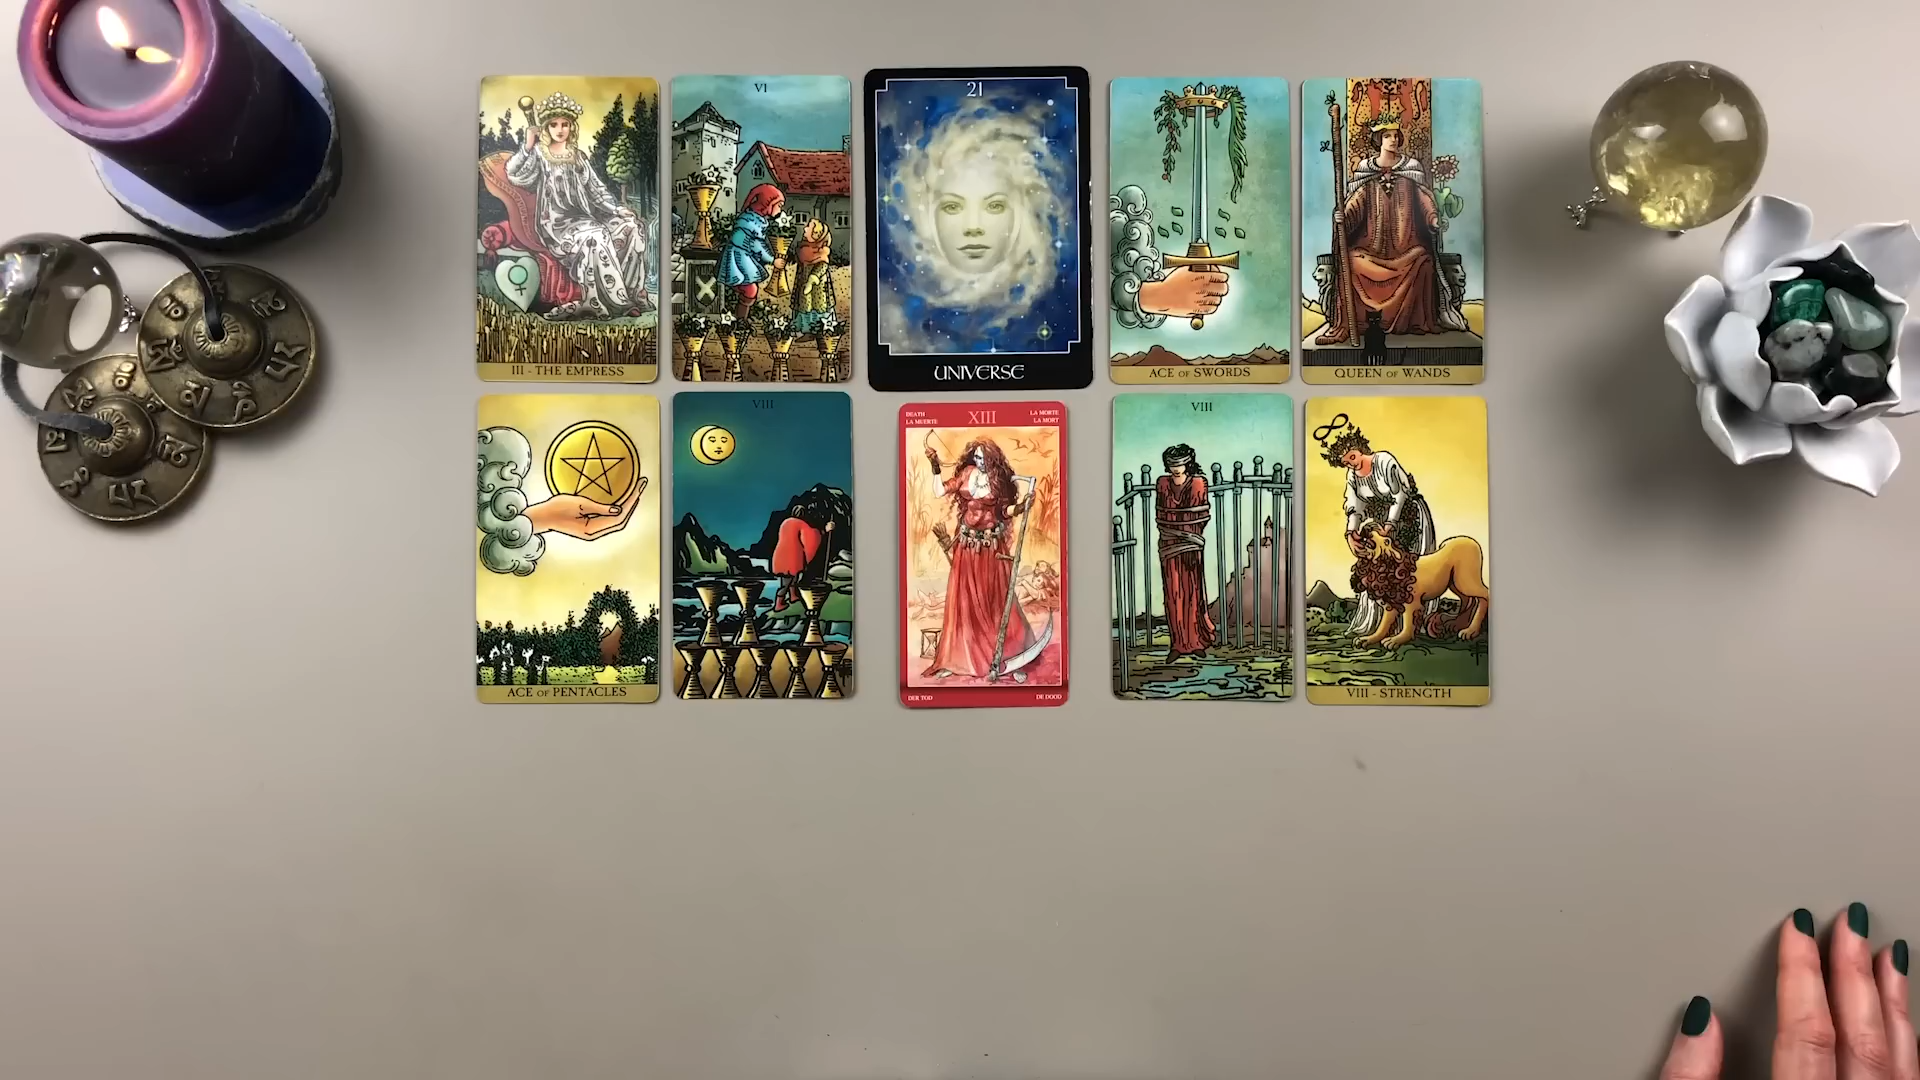 III - THE EMPRESS
VI
21
UNIVERSE
ACE OF SWORDS
QUEEN OF WANDS
ACE OF PENTACLES
VIII
DEATH
LA MUERTE
XIII
LA MORTE
LA MORT
DER TOD
DE DOOD
VIII
VIII - STRENGTH